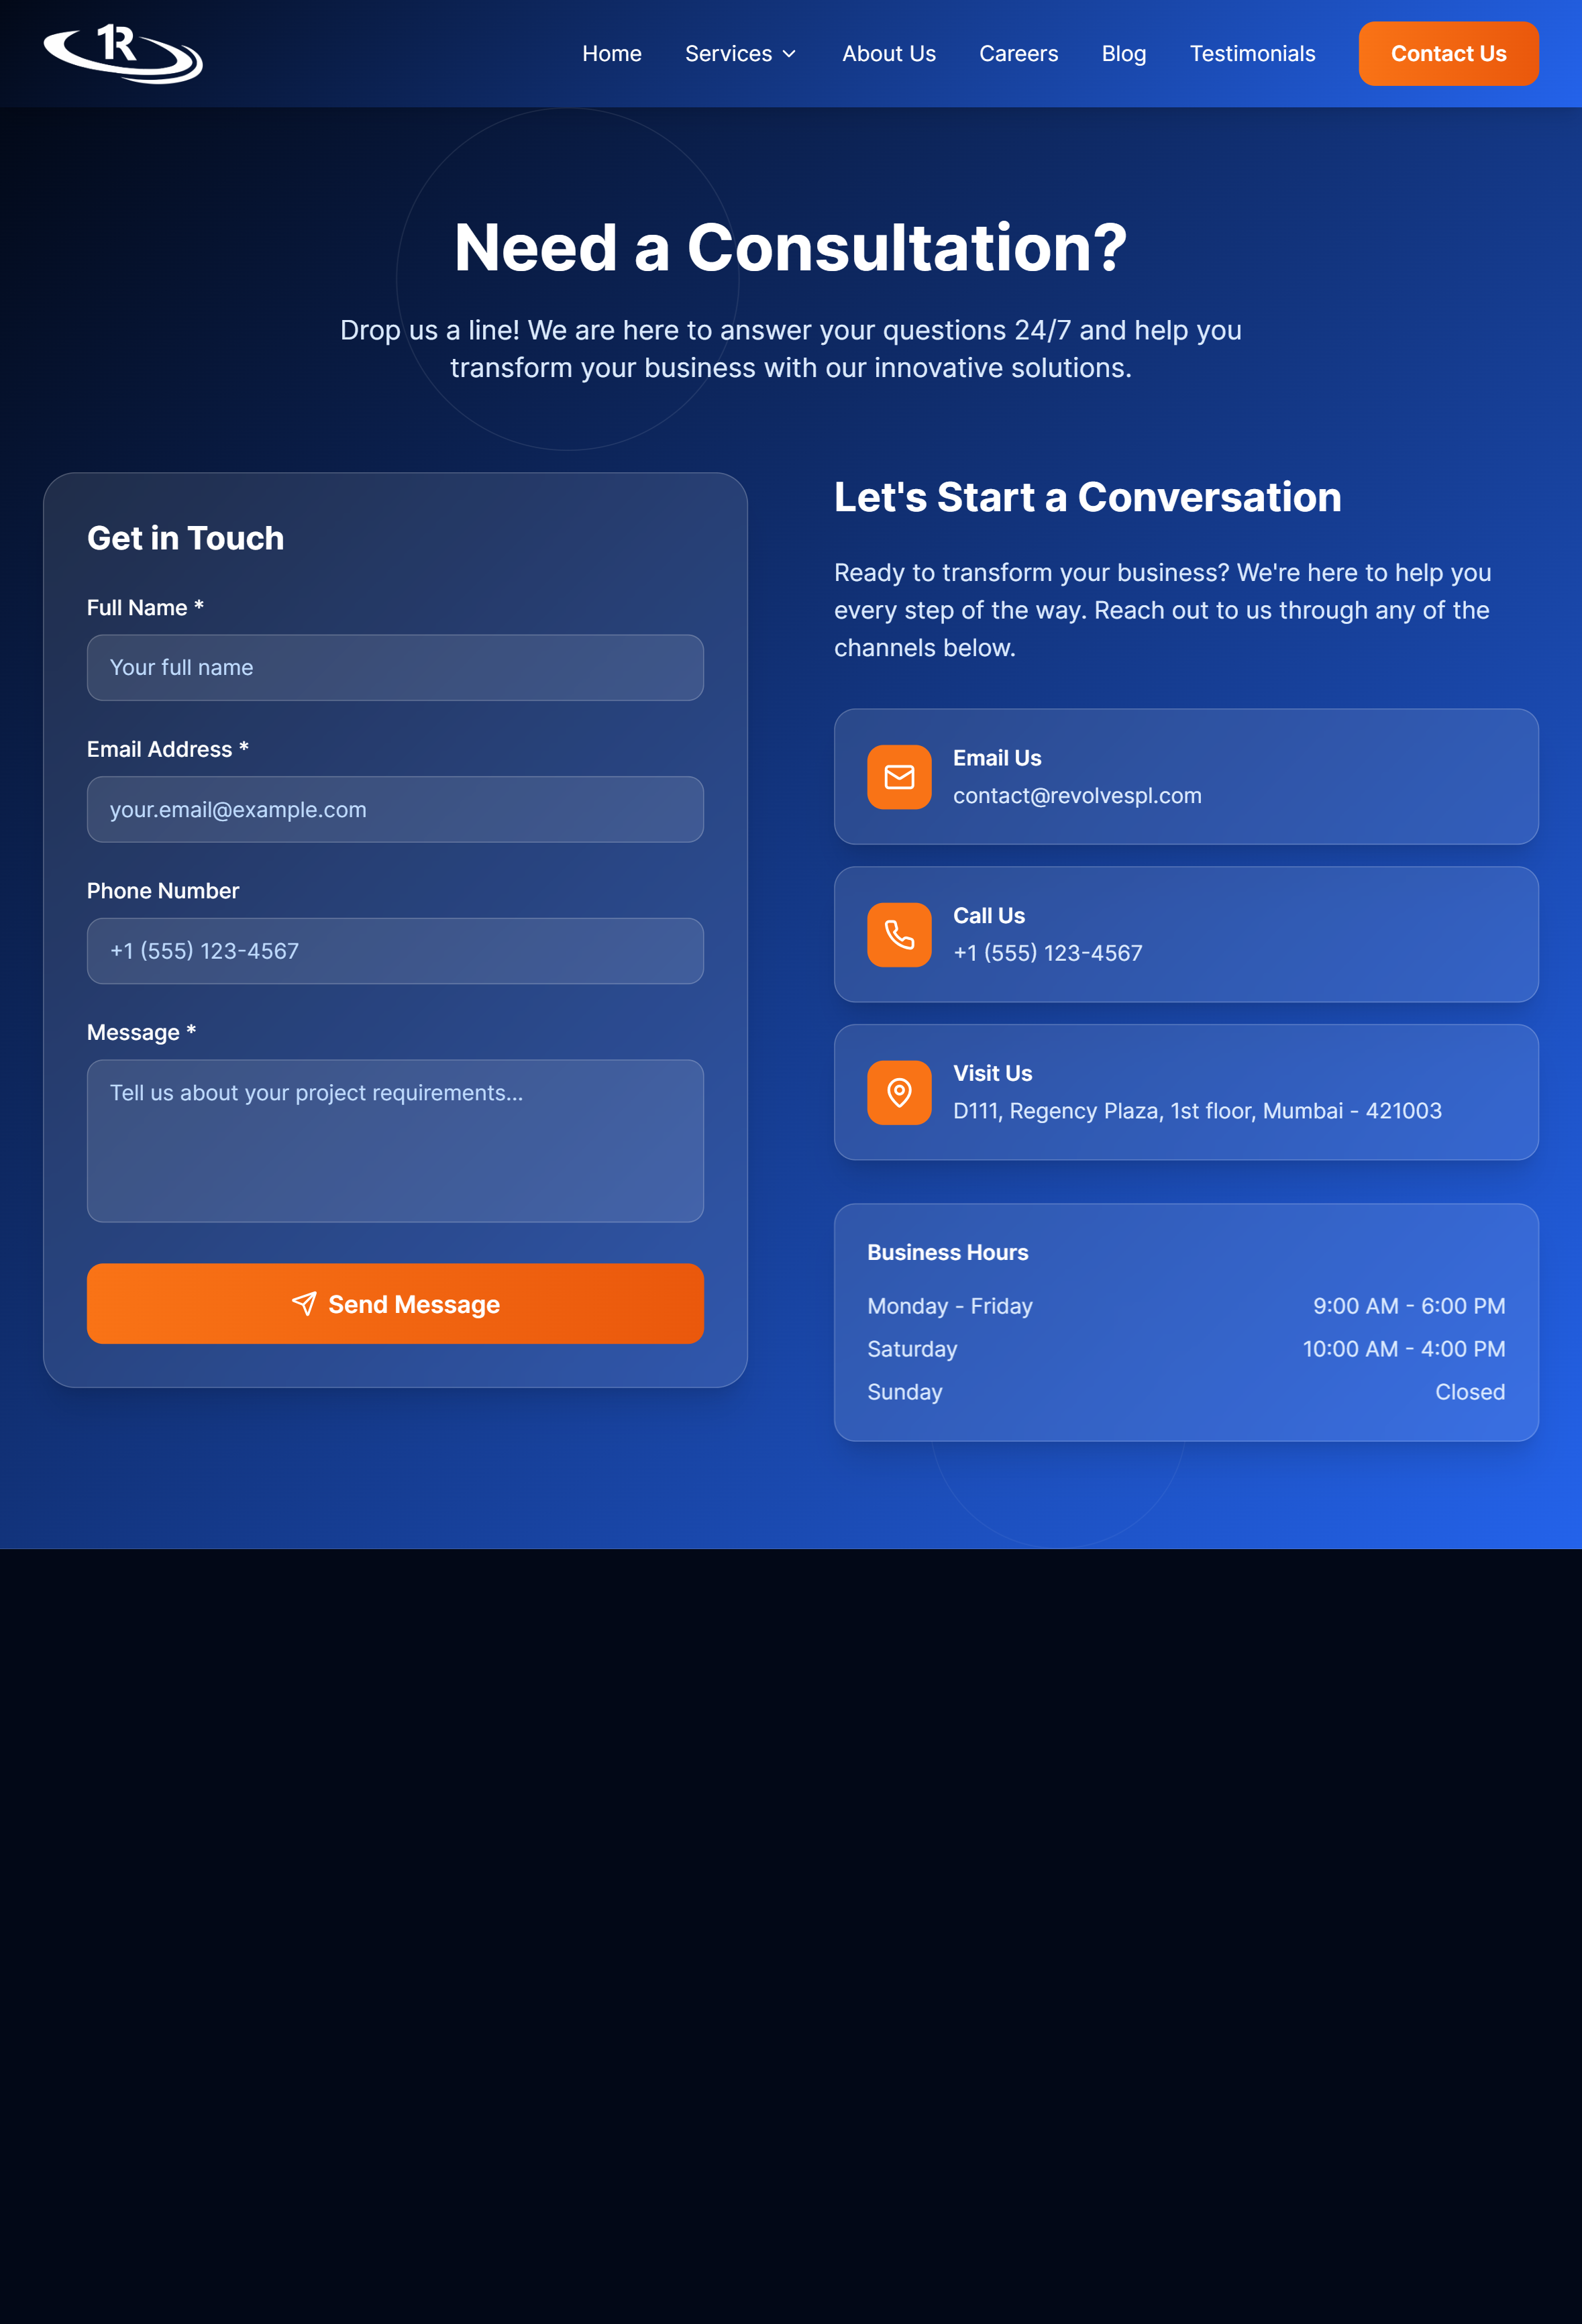 1R
Home
Services
About Us
Careers
Blog
Testimonials
Contact Us
Need a Consultation?
Drop us a line! We are here to answer your questions 24/7 and help you
transform your business with our innovative solutions.
Get in Touch
Full Name *
Your full name
Email Address *
your.email@example.com
Phone Number
+1 (555) 123-4567
Message *
Tell us about your project requirements...
Send Message
Let's Start a Conversation
Ready to transform your business? We're here to help you
every step of the way. Reach out to us through any of the
channels below.
Email Us
contact@revolvespl.com
Call Us
+1 (555) 123-4567
Visit Us
D111, Regency Plaza, 1st floor, Mumbai - 421003
Business Hours
Monday - Friday 9:00 AM - 6:00 PM
Saturday 10:00 AM - 4:00 PM
Sunday Closed